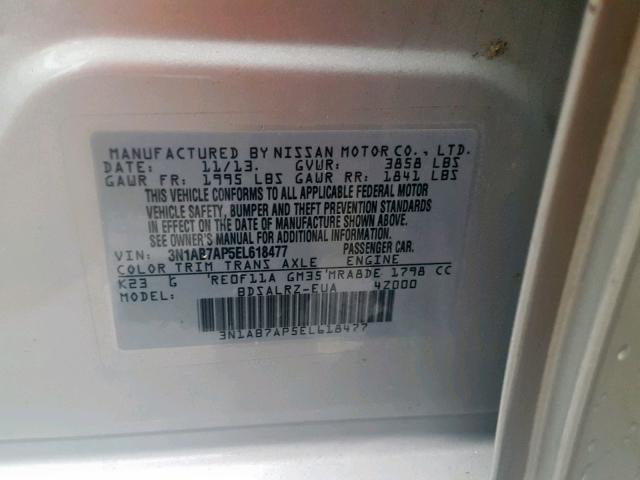 MANUFACTURED BY NISSAN MOTOR CO., LTD.
DATE: 11/13. GVWR: 3858 LBS
GAWR FR: 1995 LBS GAWR RR: 1841 LBS
THIS VEHICLE CONFORMS TO ALL APPLICABLE FEDERAL MOTOR
VEHICLE SAFETY, BUMPER AND THEFT PREVENTION STANDARDS
IN EFFECT ON THE DATE OF MANUFACTURE SHOWN ABOVE.
SEE OWNER'S MANUEL FOR ADDITIONAL INFORMATION.
VIN: 3N1AB7AP5EL618477 PASSENGER CAR.
COLOR TRIM TRANS AXLE ENGINE
K23 G 'RE0F11A GM35'MRA8DE 1798 CC
MODEL: BDSALRZ-EUA 4Z000
3N1AB7AP5EL618477